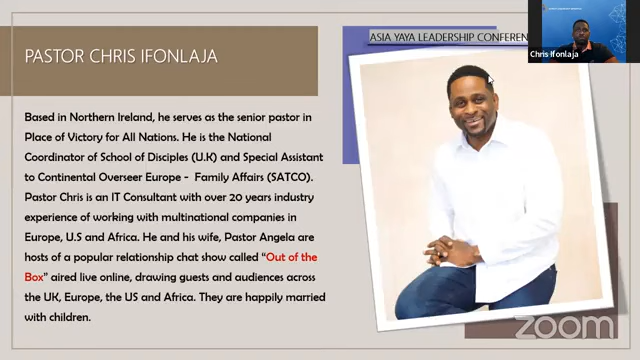 ASIA YAYA LEADERSHIP CONFEREN
Chris Ifonlaja
PASTOR CHRIS IFONLAJA
Based in Northern Ireland, he serves as the senior pastor in
Place of Victory for All Nations. He is the National
Coordinator of School of Disciples (U.K) and Special Assistant
to Continental Overseer Europe - Family Affairs (SATCO).
Pastor Chris is an IT Consultant with over 20 years industry
experience of working with multinational companies in
Europe, U.S and Africa. He and his wife, Pastor Angela are
hosts of a popular relationship chat show called “Out of the
Box” aired live online, drawing guests and audiences across
the UK, Europe, the US and Africa. They are happily married
with children.
zoom